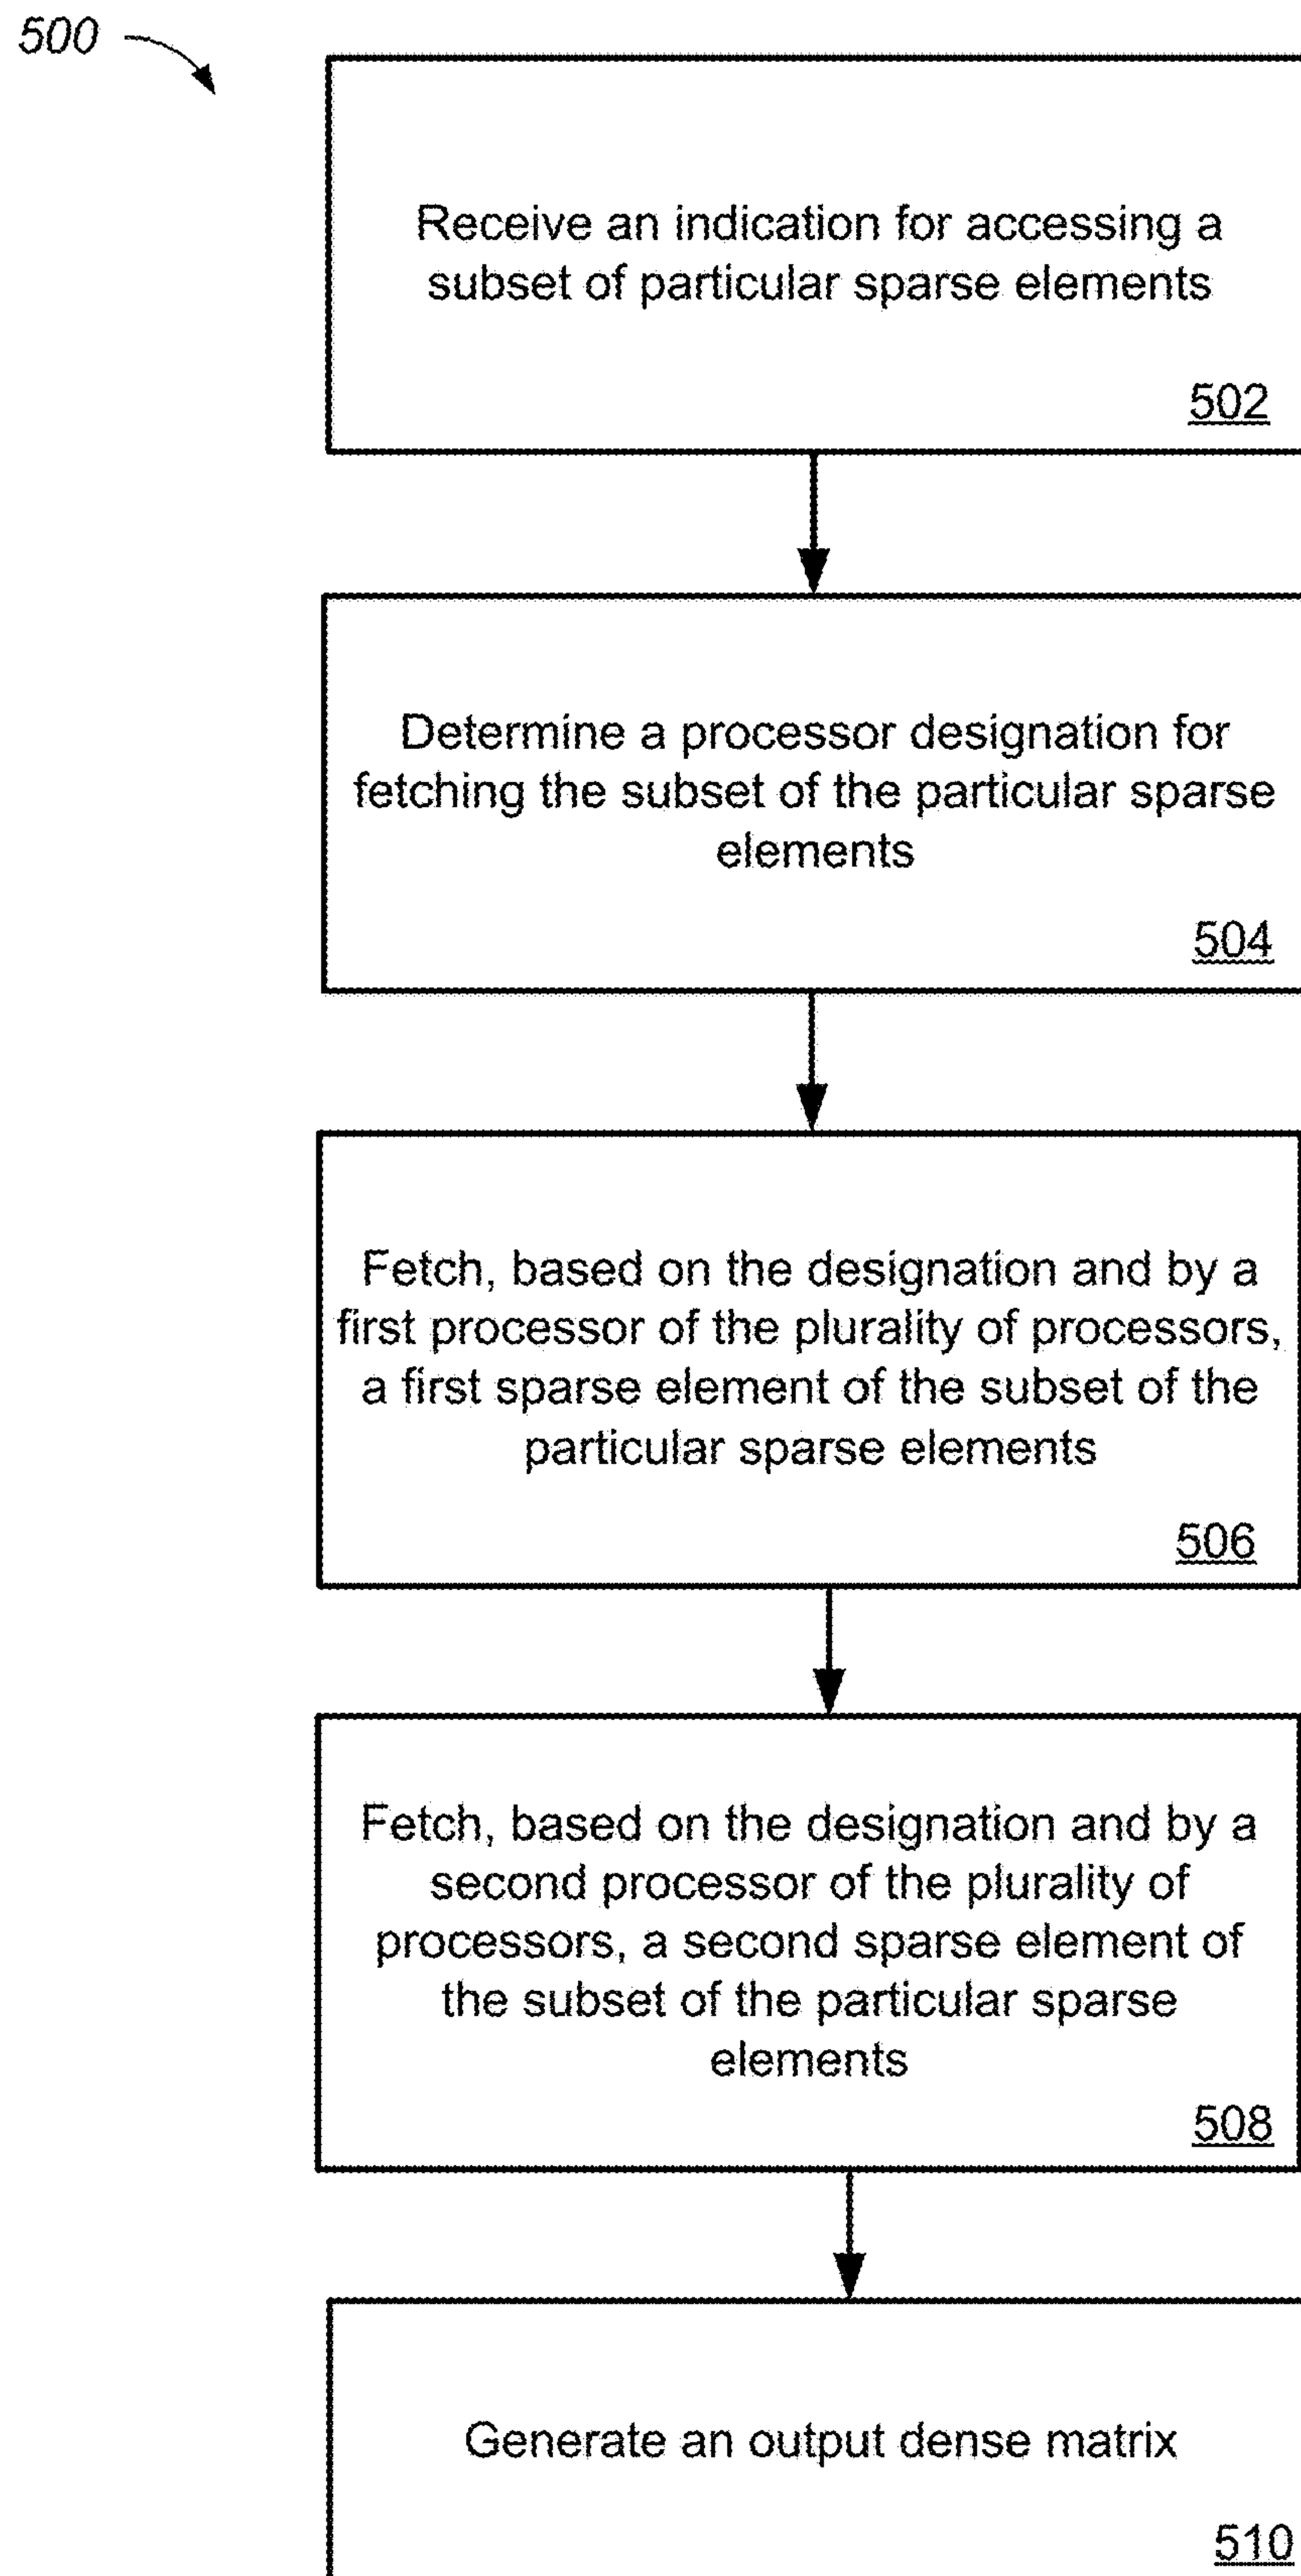 500
Receive an indication for accessing a
subset of particular sparse elements
502
Determine a processor designation for
fetching the subset of the particular sparse
elements
504
Fetch, based on the designation and by a
first processor of the plurality of processors,
a first sparse element of the subset of the
particular sparse elements
506
Fetch, based on the designation and by a
second processor of the plurality of
processors, a second sparse element of
the subset of the particular sparse
elements
508
Generate an output dense matrix
510